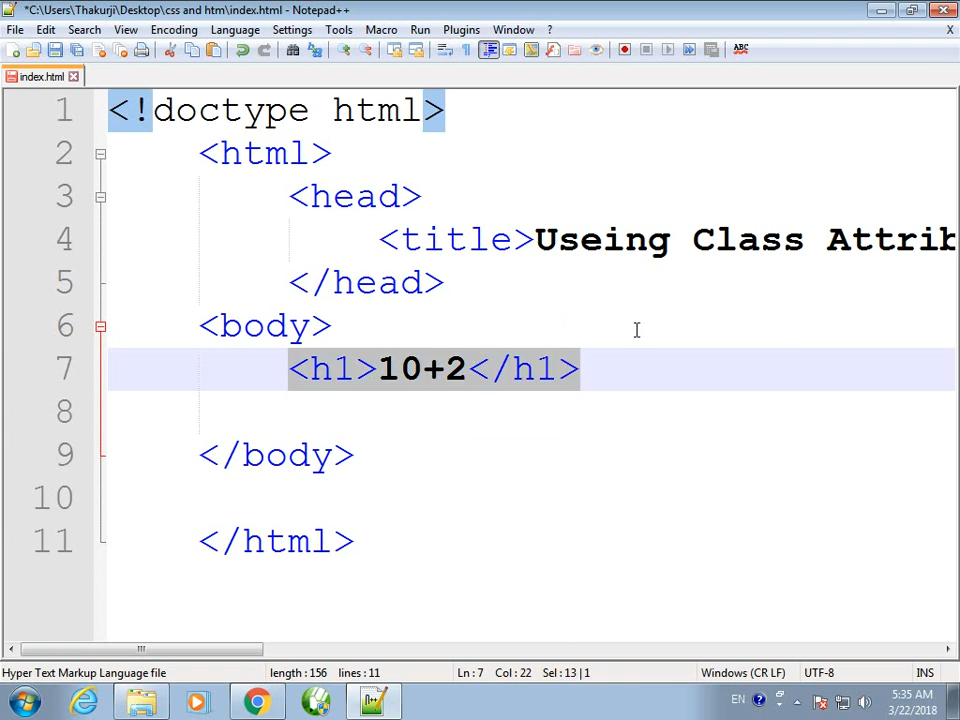 *C:\Users\Thakurji\Desktop\css and htm\index.html - Notepad++
File Edit Search View Encoding Language Settings Tools Macro Run Plugins Window ? X
ABC
index.html
1 <!doctype html>
2 <html>
3 <head>
4 <title>Useing Class Attrib
5 </head>
6 <body>
7 <h1>10+2</h1>
8
9 </body>
10
11 </html>
Hyper Text Markup Language file length : 156 lines : 11 Ln : 7 Col : 22 Sel : 13 | 1 Windows (CR LF) UTF-8 INS
EN 5:35 AM
3/22/2018